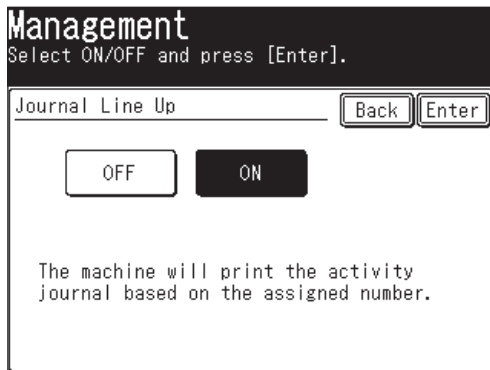 Management
Select ON/OFF and press [Enter].
Journal Line Up
Back
Enter
OFF
ON
The machine will print the activity
journal based on the assigned number.